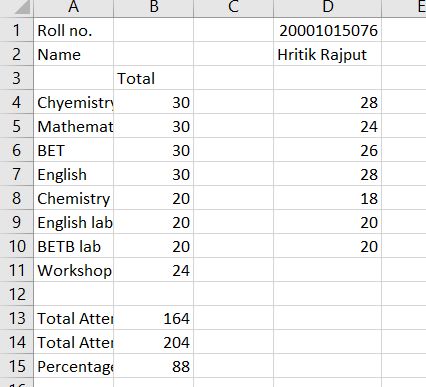 A B C D E
1 Roll no. 20001015076
2 Name Hritik Rajput
3 Total
4 Chyemistry 30 28
5 Mathemat 30 24
6 BET 30 26
7 English 30 28
8 Chemistry 20 18
9 English lab 20 20
10 BETB lab 20 20
11 Workshop 24
12
13 Total Atten 164
14 Total Atten 204
15 Percentage 88